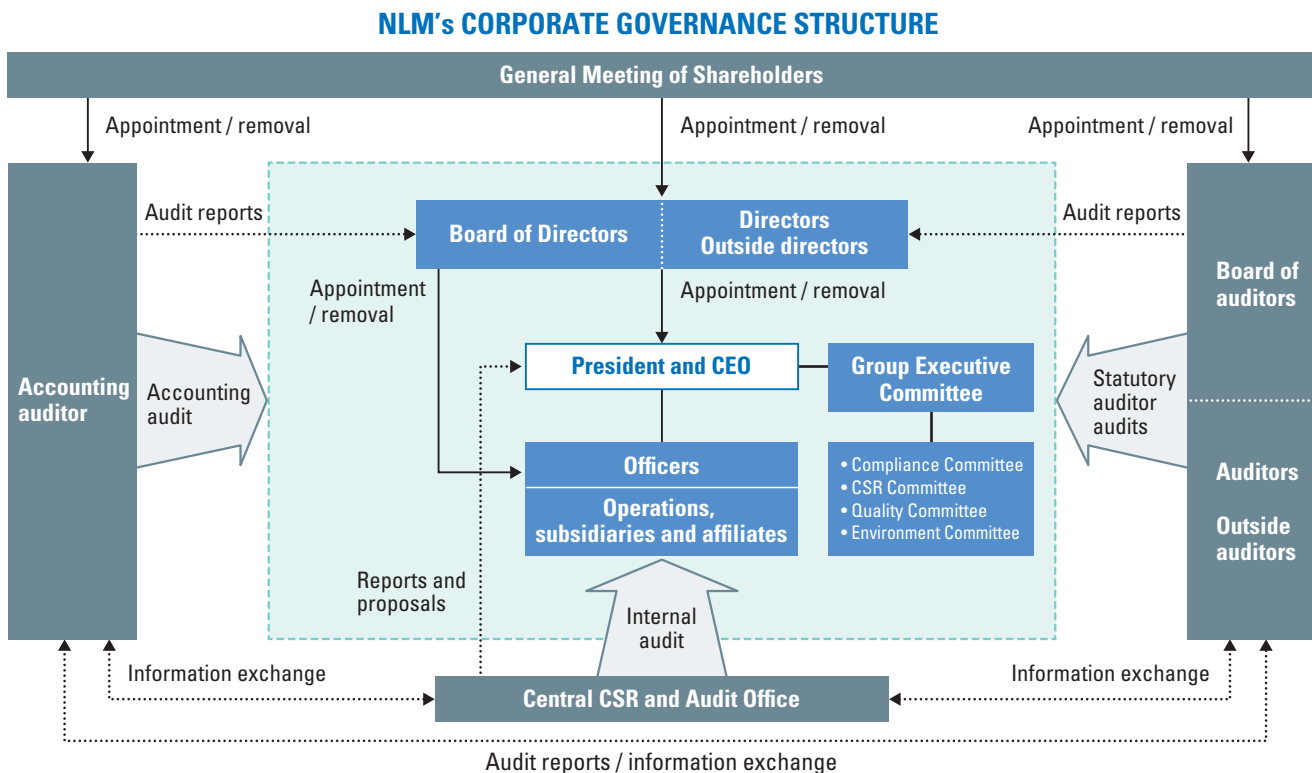 NLM's CORPORATE GOVERNANCE STRUCTURE
General Meeting of Shareholders
Appointment / removal
Appointment / removal
Appointment / removal
Audit reports
Board of Directors
Directors
Outside directors
Audit reports
Board of
auditors
Appointment
/ removal
Appointment / removal
Accounting
auditor
Accounting
audit
President and CEO
Group Executive
Committee
Statutory
auditor
audits
Officers
Operations,
subsidiaries and affiliates
• Compliance Committee
• CSR Committee
• Quality Committee
• Environment Committee
Auditors
Outside
auditors
Reports and
proposals
Internal
audit
Information exchange
Central CSR and Audit Office
Information exchange
Audit reports / information exchange